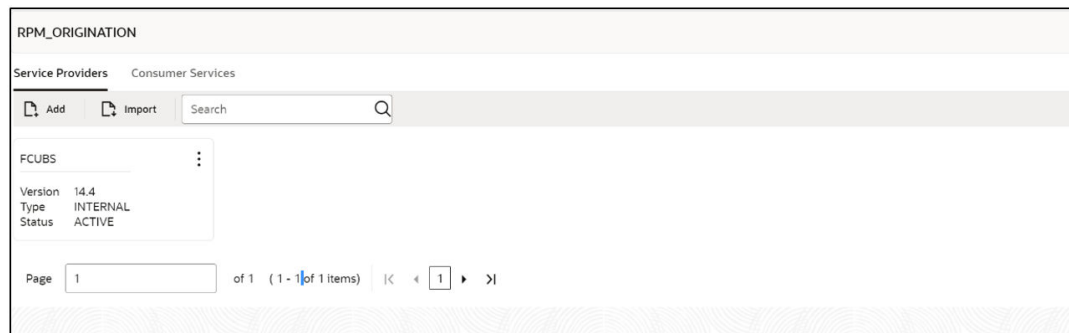 RPM_ORIGINATION
Service Providers Consumer Services
Add Import Search
FCUBS
Version 14.4
Type INTERNAL
Status ACTIVE
Page 1 of 1 (1 - 1 of 1 items) 1